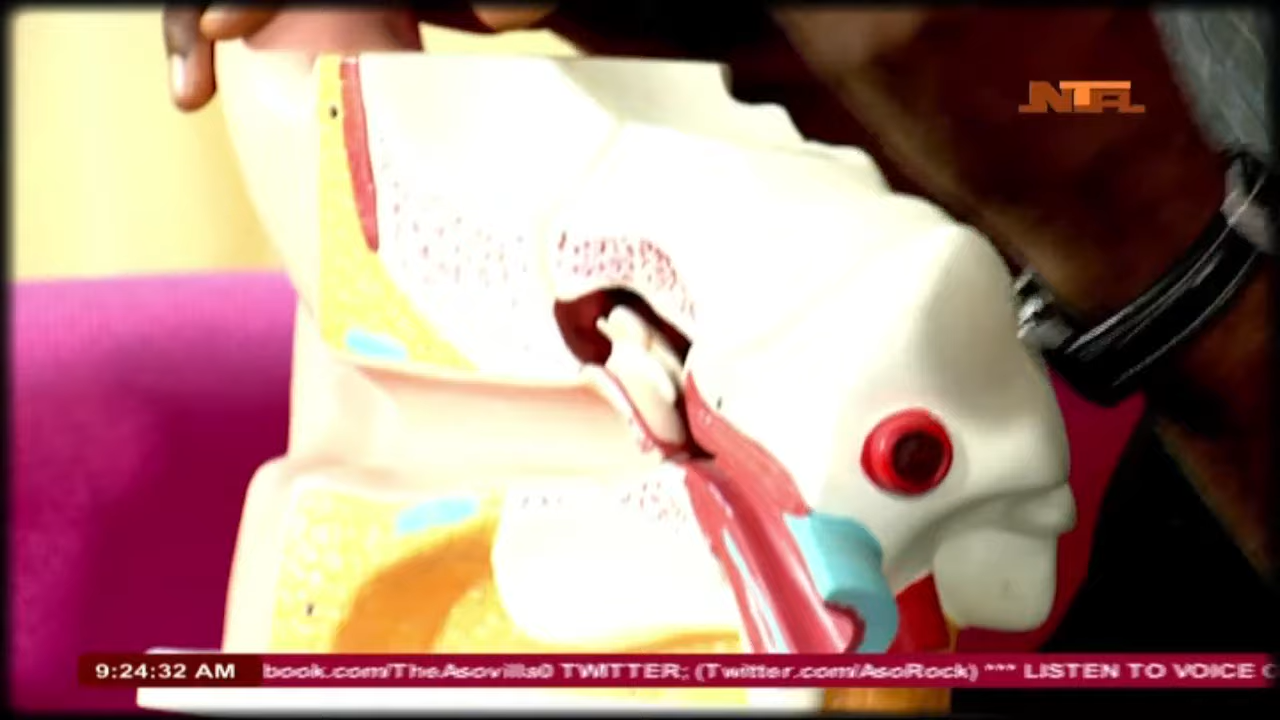 NTA
9:24:32 AM book.com/TheAsovilla0 TWITTER; (Twitter.com/AsoRock) *** LISTEN TO VOICE